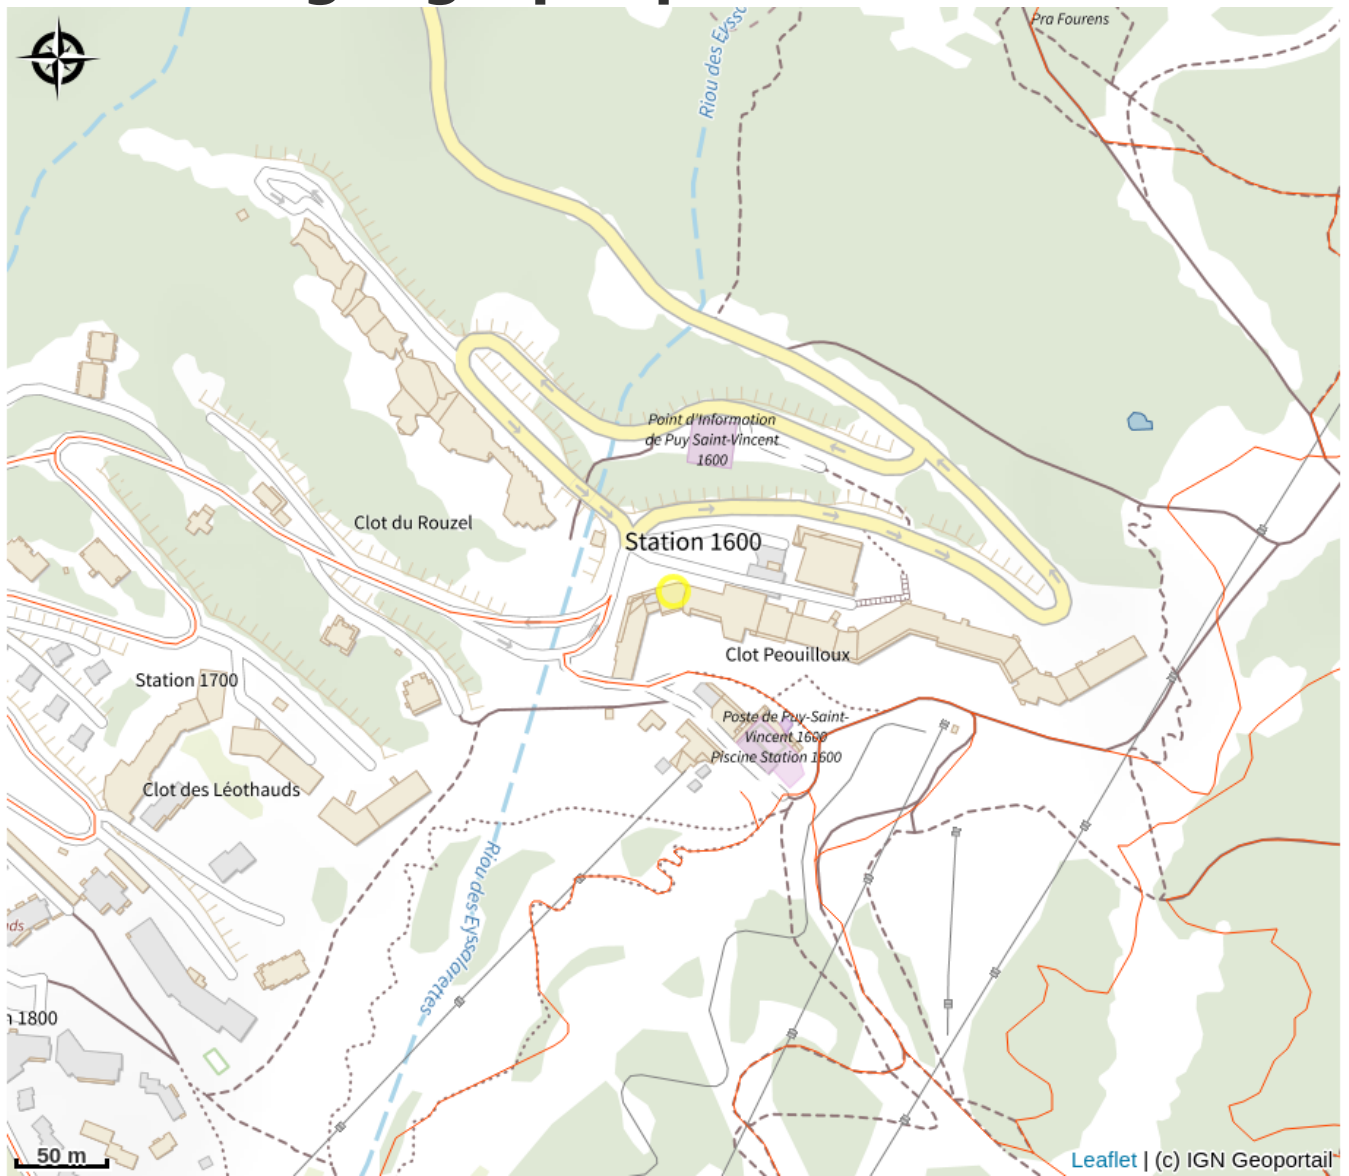 Pra Fourens
Riou des Eysso
Point d'Information
de Puy Saint-Vincent
1600
Clot du Rouzel
Station 1600
Clot Peouilloux
Station 1700
Poste de Puy-Saint-
Vincent 1600
Piscine Station 1600
Clot des Léothauds
Riou des Eyssalarettes
ds
n 1800
50 m
Leaflet | (c) IGN Geoportail